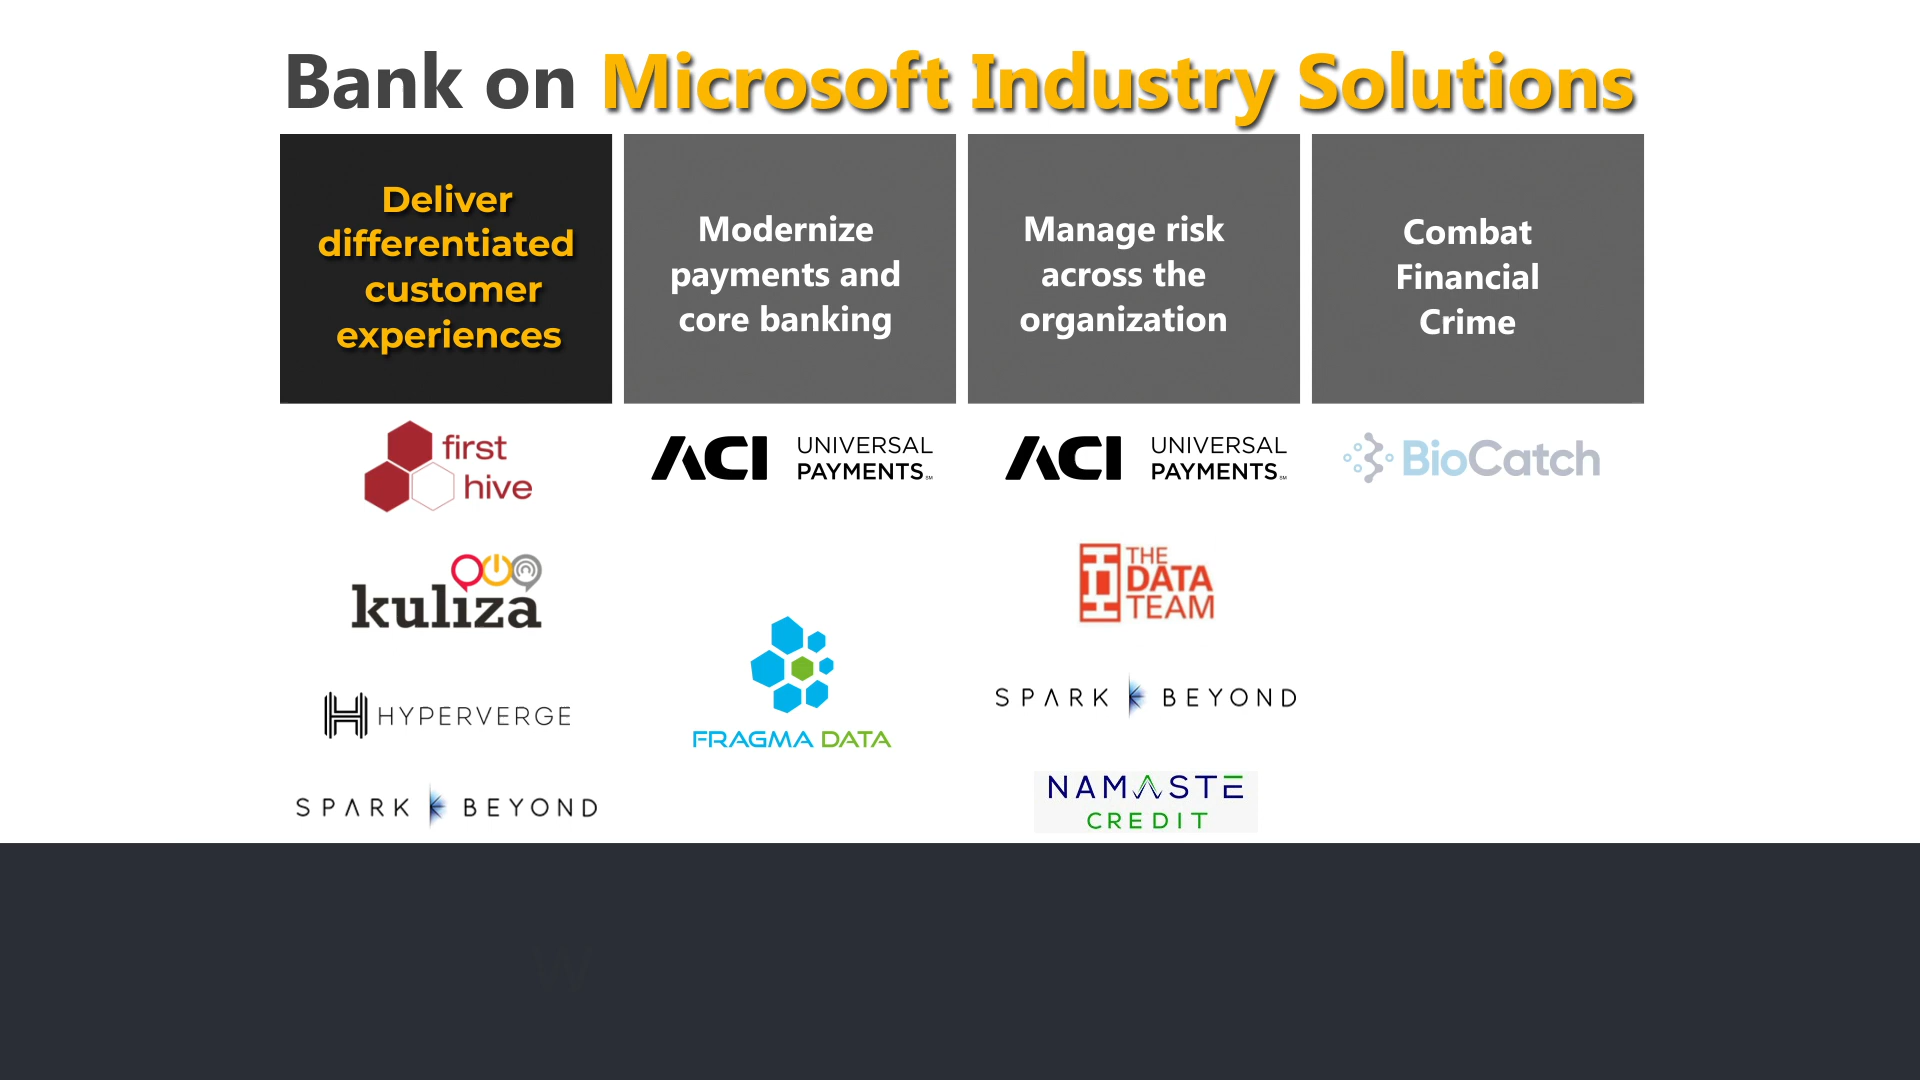 Bank on Microsoft Industry Solutions
Deliver
differentiated
customer
experiences
Modernize
payments and
core banking
Manage risk
across the
organization
Combat
Financial
Crime
first
hive
kuliza
HYPERVERGE
SPARK BEYOND
ACI UNIVERSAL
PAYMENTS℠
FRAGMA DATA
ACI UNIVERSAL
PAYMENTS℠
THE
DATA
TEAM
SPARK BEYOND
NAMASTE
CREDIT
BioCatch